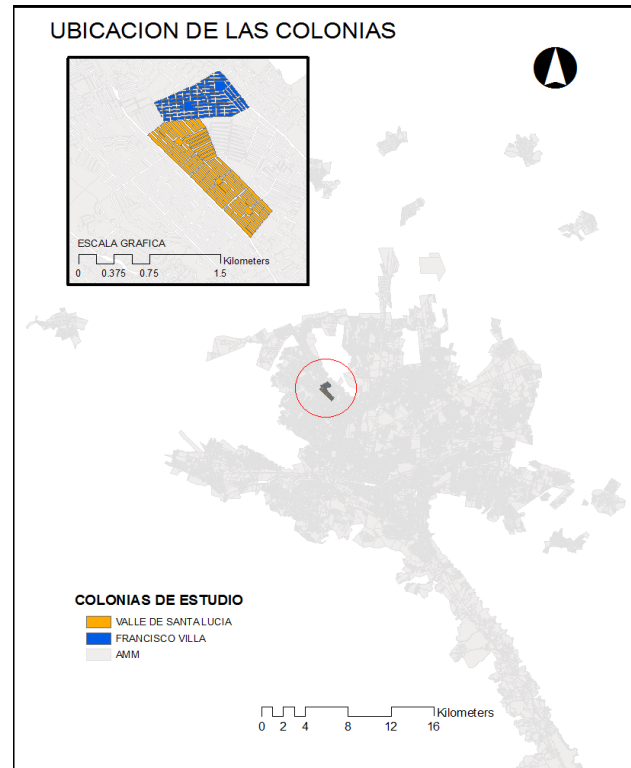 UBICACION DE LAS COLONIAS
ESCALA GRAFICA
Kilometers
0 0.375 0.75 1.5
COLONIAS DE ESTUDIO
VALLE DE SANTA LUCIA
FRANCISCO VILLA
AMM
Kilometers
0 2 4 8 12 16